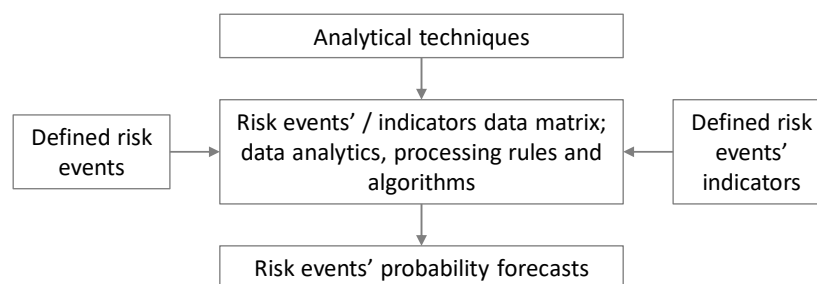 Analytical techniques
Defined risk
events
Risk events’ / indicators data matrix;
data analytics, processing rules and
algorithms
Defined risk
events’
indicators
Risk events’ probability forecasts